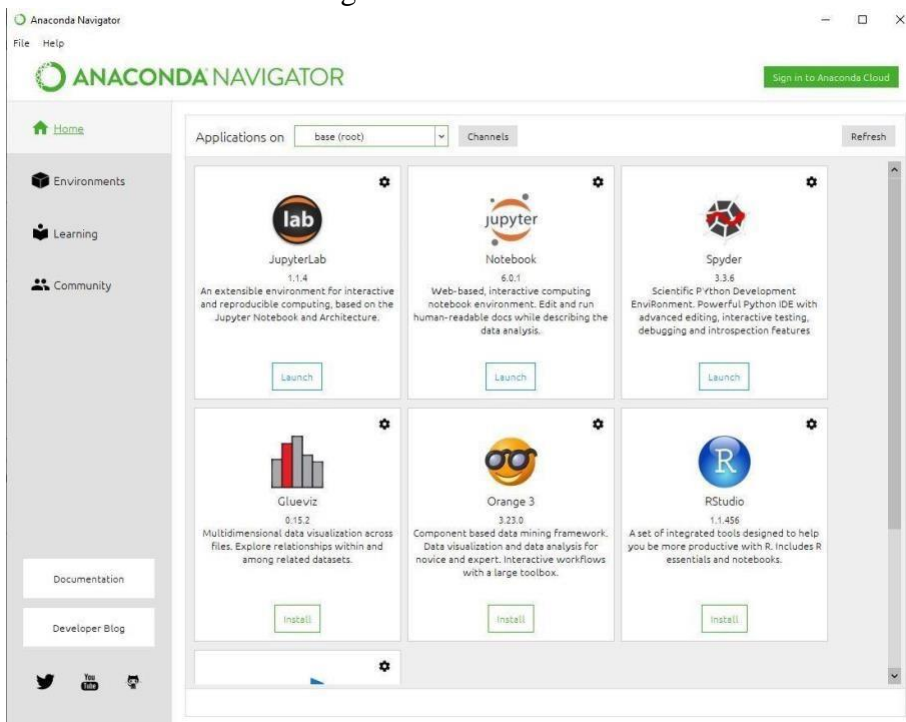 Anaconda Navigator
File Help
ANACONDA NAVIGATOR
Sign in to Anaconda Cloud
Home
Environments
Learning
Community
Documentation
Developer Blog
You
Tube
Applications on base (root) Channels Refresh
lab
JupyterLab
1.1.4
An extensible environment for interactive
and reproducible computing, based on the
Jupyter Notebook and Architecture.
Launch
jupyter
Notebook
6.0.1
Web-based, interactive computing
notebook environment. Edit and run
human-readable docs while describing the
data analysis.
Launch
Spyder
3.3.6
Scientific PYthon Development
EnviRonment. Powerful Python IDE with
advanced editing, interactive testing,
debugging and introspection features
Launch
Glueviz
0.15.2
Multidimensional data visualization across
files. Explore relationships within and
among related datasets.
Install
Orange 3
3.23.0
Component based data mining framework.
Data visualization and data analysis for
novice and expert. Interactive workflows
with a large toolbox.
Install
R
RStudio
1.1.456
A set of integrated tools designed to help
you be more productive with R. Includes R
essentials and notebooks.
Install